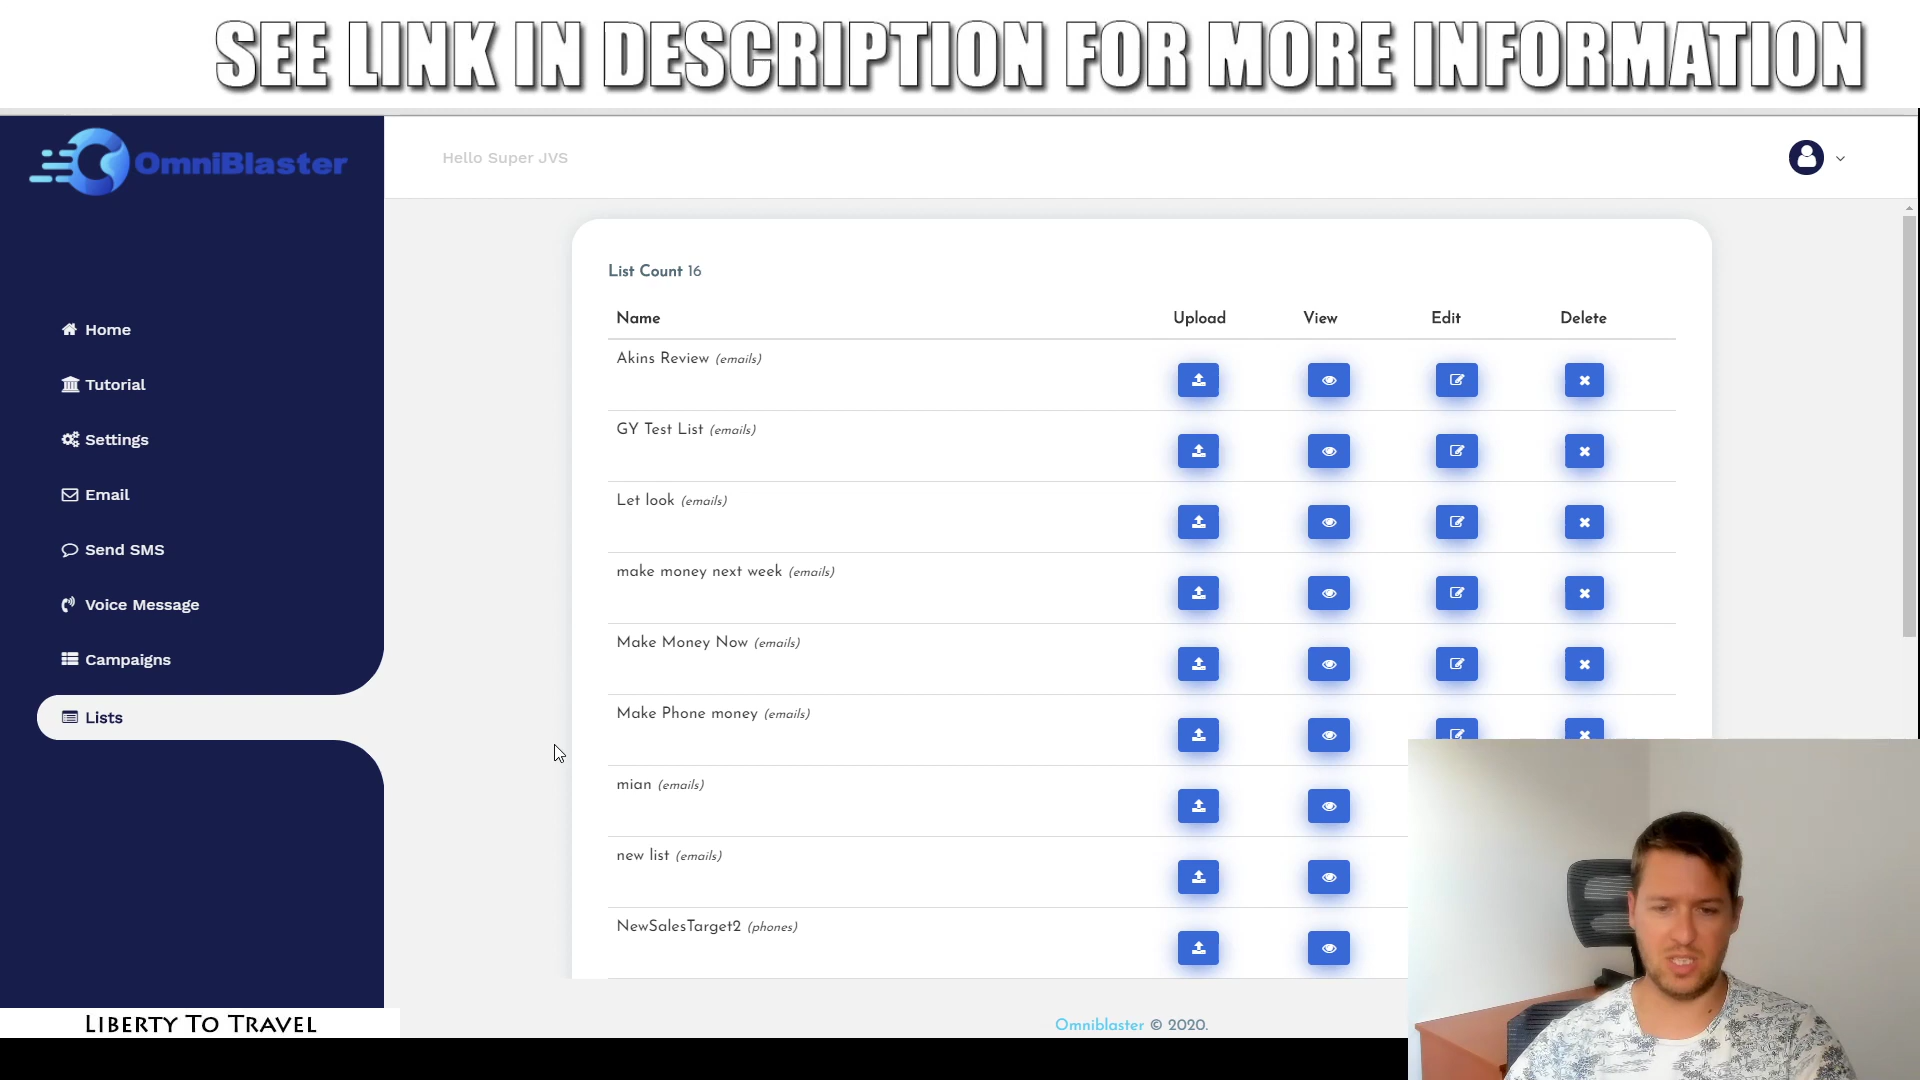 SEE LINK IN DESCRIPTION FOR MORE INFORMATION
OmniBlaster
Hello Super JVS
Home
Tutorial
Settings
Email
Send SMS
Voice Message
Campaigns
Lists
List Count 16
Name Upload View Edit Delete
Akins Review (emails)
GY Test List (emails)
Let look (emails)
make money next week (emails)
Make Money Now (emails)
Make Phone money (emails)
mian (emails)
new list (emails)
NewSalesTarget2 (phones)
Omniblaster © 2020.
LIBERTY TO TRAVEL